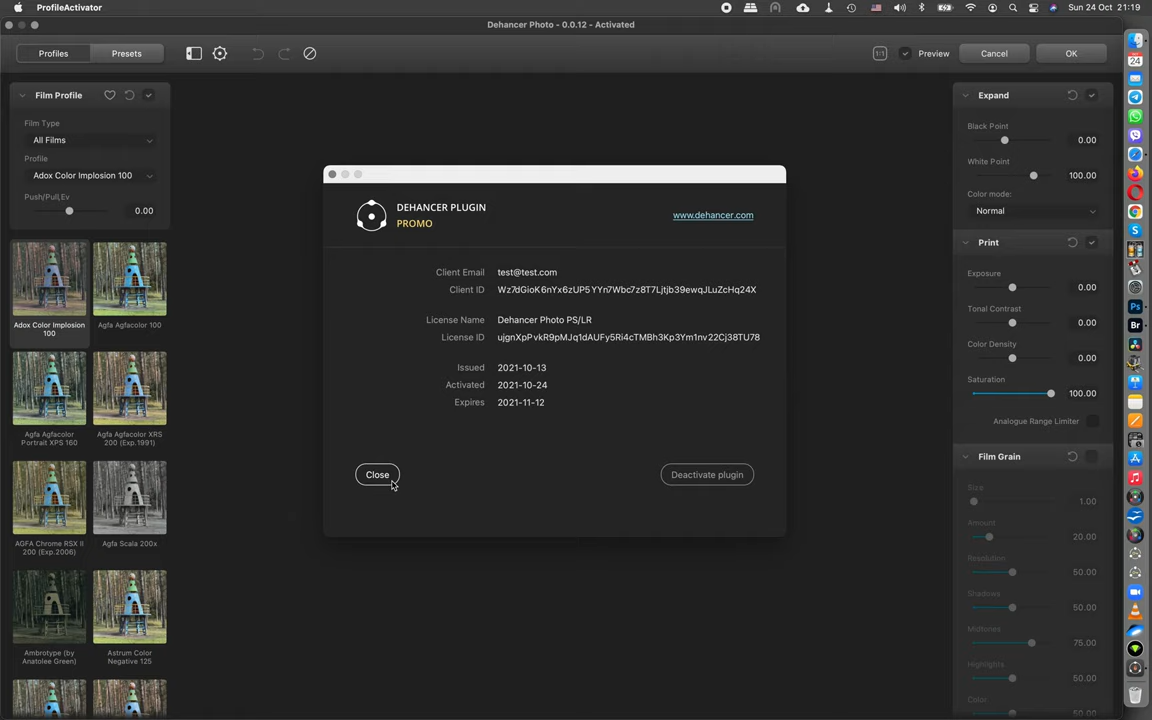 ProfileActivator
Sun 24 Oct 21:19
Dehancer Photo - 0.0.12 - Activated
Profiles
Presets
1/1
Preview
Cancel
OK
Film Profile
Film Type
All Films
Profile
Adox Color Implosion 100
Push/Pull,Ev
0.00
Adox Color Implosion
100
Agfa Agfacolor 100
Agfa Agfacolor
Portrait XPS 160
Agfa Agfacolor XRS
200 (Exp.1991)
AGFA Chrome RSX II
200 (Exp.2006)
Agfa Scala 200x
Ambrotype (by
Anatolee Green)
Astrum Color
Negative 125
DEHANCER PLUGIN
PROMO
www.dehancer.com
Client Email test@test.com
Client ID Wz7dGioK6nYx6zUP5YYn7Wbc7z8T7Ljtjb39ewqJLuZcHq24X
License Name Dehancer Photo PS/LR
License ID ujgnXpPvkR9pMJq1dAUFy5Ri4cTMBh3Kp3Ym1nv22Cj38TU78
Issued 2021-10-13
Activated 2021-10-24
Expires 2021-11-12
Close
Deactivate plugin
Expand
Black Point
0.00
White Point
100.00
Color mode:
Normal
Print
Exposure
0.00
Tonal Contrast
0.00
Color Density
0.00
Saturation
100.00
Analogue Range Limiter
Film Grain
Size
1.00
Amount
20.00
Resolution
50.00
Shadows
50.00
Midtones
75.00
Highlights
50.00
Color
50.00
24
Ps
Br